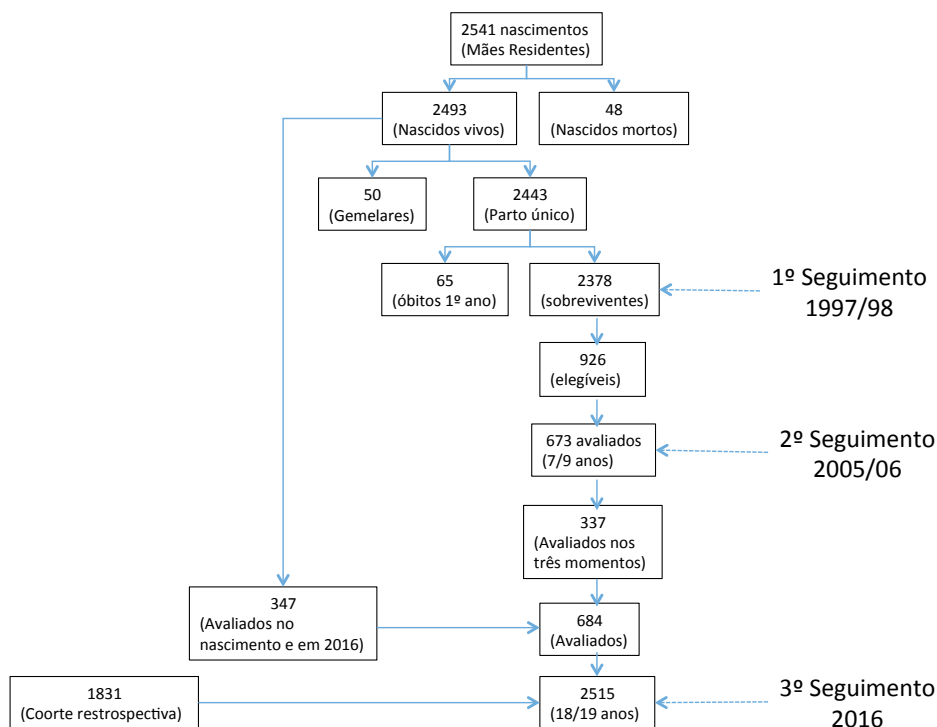 2541 nascimentos
(Mães Residentes)
2493
(Nascidos vivos)
48
(Nascidos mortos)
50
(Gemelares)
2443
(Parto único)
65
(óbitos 1º ano)
2378
(sobreviventes)
1º Seguimento
1997/98
926
(elegíveis)
673 avaliados
(7/9 anos)
2º Seguimento
2005/06
337
(Avaliados nos
três momentos)
347
(Avaliados no
nascimento e em 2016)
684
(Avaliados)
1831
(Coorte restrospectiva)
2515
(18/19 anos)
3º Seguimento
2016